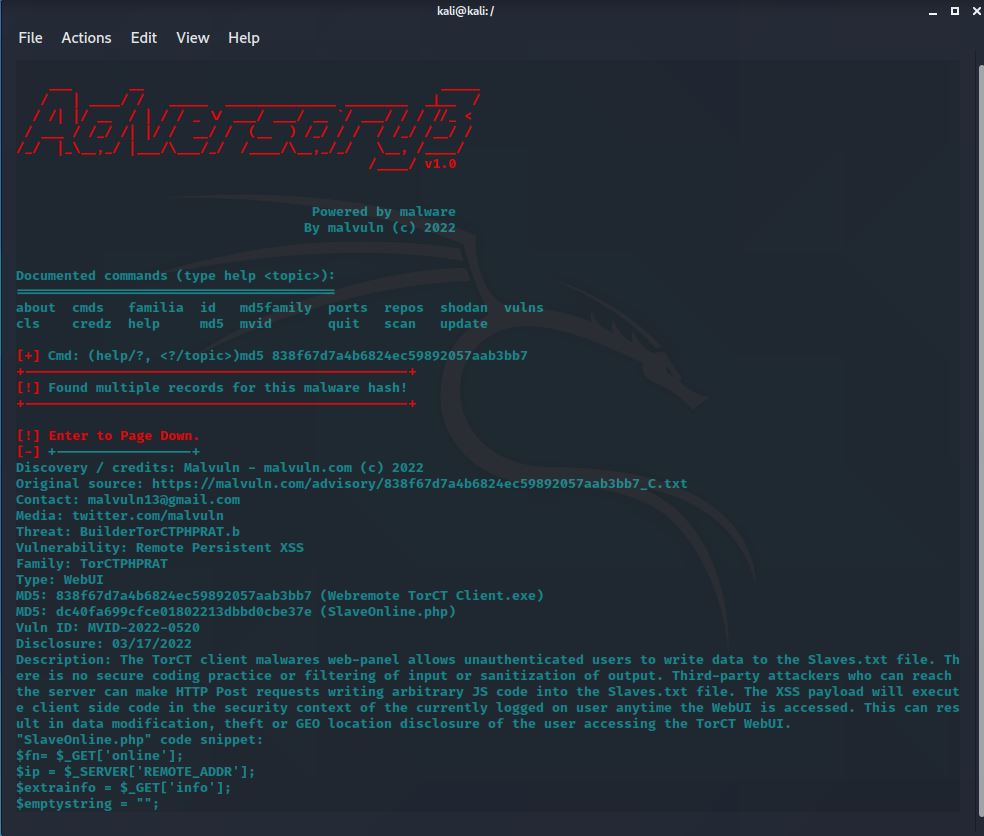 kali@kali: /
File Actions Edit View Help
Adversary3
v1.0
Powered by malware
By malvuln (c) 2022
Documented commands (type help <topic>):
========================================
about cmds familia id md5family ports repos shodan vulns
cls credz help md5 mvid quit scan update
[+] Cmd: (help/?, <?/topic>)md5 838f67d7a4b6824ec59892057aab3bb7
+------------------------------------------------+
[!] Found multiple records for this malware hash!
+------------------------------------------------+
[!] Enter to Page Down.
[-] +-----------------+
Discovery / credits: Malvuln - malvuln.com (c) 2022
Original source: https://malvuln.com/advisory/838f67d7a4b6824ec59892057aab3bb7_C.txt
Contact: malvuln13@gmail.com
Media: twitter.com/malvuln
Threat: BuilderTorCTPHPRAT.b
Vulnerability: Remote Persistent XSS
Family: TorCTPHPRAT
Type: WebUI
MD5: 838f67d7a4b6824ec59892057aab3bb7 (Webremote TorCT Client.exe)
MD5: dc40fa699cfce01802213dbbd0cbe37e (SlaveOnline.php)
Vuln ID: MVID-2022-0520
Disclosure: 03/17/2022
Description: The TorCT client malwares web-panel allows unauthenticated users to write data to the Slaves.txt file. Th
ere is no secure coding practice or filtering of input or sanitization of output. Third-party attackers who can reach
the server can make HTTP Post requests writing arbitrary JS code into the Slaves.txt file. The XSS payload will execut
e client side code in the security context of the currently logged on user anytime the WebUI is accessed. This can res
ult in data modification, theft or GEO location disclosure of the user accessing the TorCT WebUI.
"SlaveOnline.php" code snippet:
$fn= $_GET['online'];
$ip = $_SERVER['REMOTE_ADDR'];
$extrainfo = $_GET['info'];
$emptystring = "";